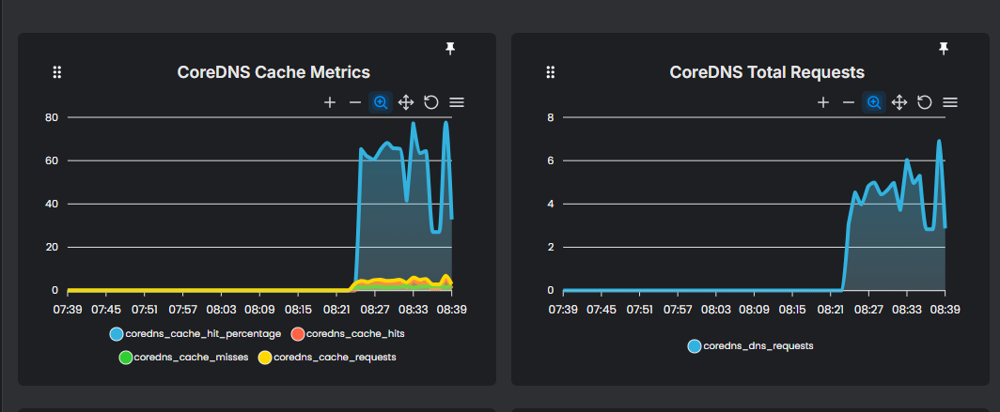 CoreDNS Cache Metrics
80
60
40
20
0
07:39 07:45 07:51 07:57 08:03 08:09 08:15 08:21 08:27 08:33 08:39
coredns_cache_hit_percentage coredns_cache_hits
coredns_cache_misses coredns_cache_requests
CoreDNS Total Requests
8
6
4
2
0
07:39 07:45 07:51 07:57 08:03 08:09 08:15 08:21 08:27 08:33 08:39
coredns_dns_requests